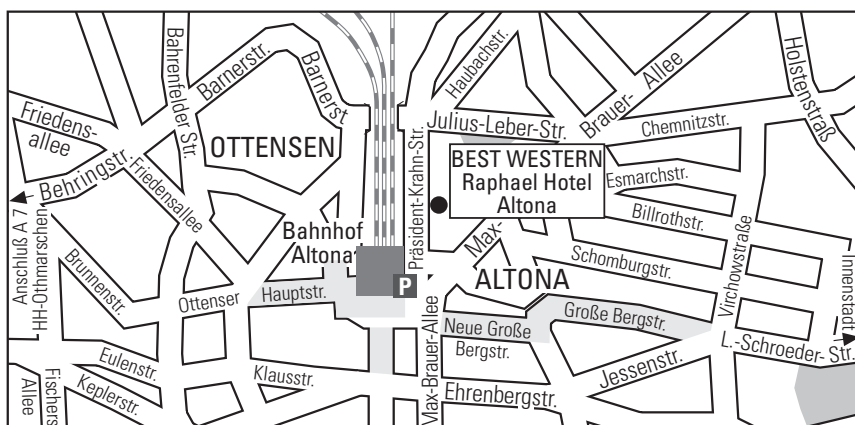 Bahrenfelder Str.
Barnerstr.
Barnerst
Haubachstr.
Brauer-
Allee
Holstenstraß
Friedens-
allee
Julius-Leber-Str.
Chemnitzstr.
OTTENSEN
Präsident-Krahn-Str.
BEST WESTERN
Raphael Hotel
Altona
Esmarchstr.
Behringstr.
Friedensallee
Billrothstr.
Anschluß A 7
HH-Othmarschen
Bahnhof
Altona
Max-
Schomburgstr.
Virchowstraße
Innenstadt
Brunnenstr.
Ottenser
Hauptstr.
P
ALTONA
Große Bergstr.
Max-Brauer-Allee
Neue Große
Bergstr.
L.-Schroeder-Str.
Eulenstr.
Klausstr.
Jessenstr.
Fischers
Allee
Keplerstr.
Ehrenbergstr.